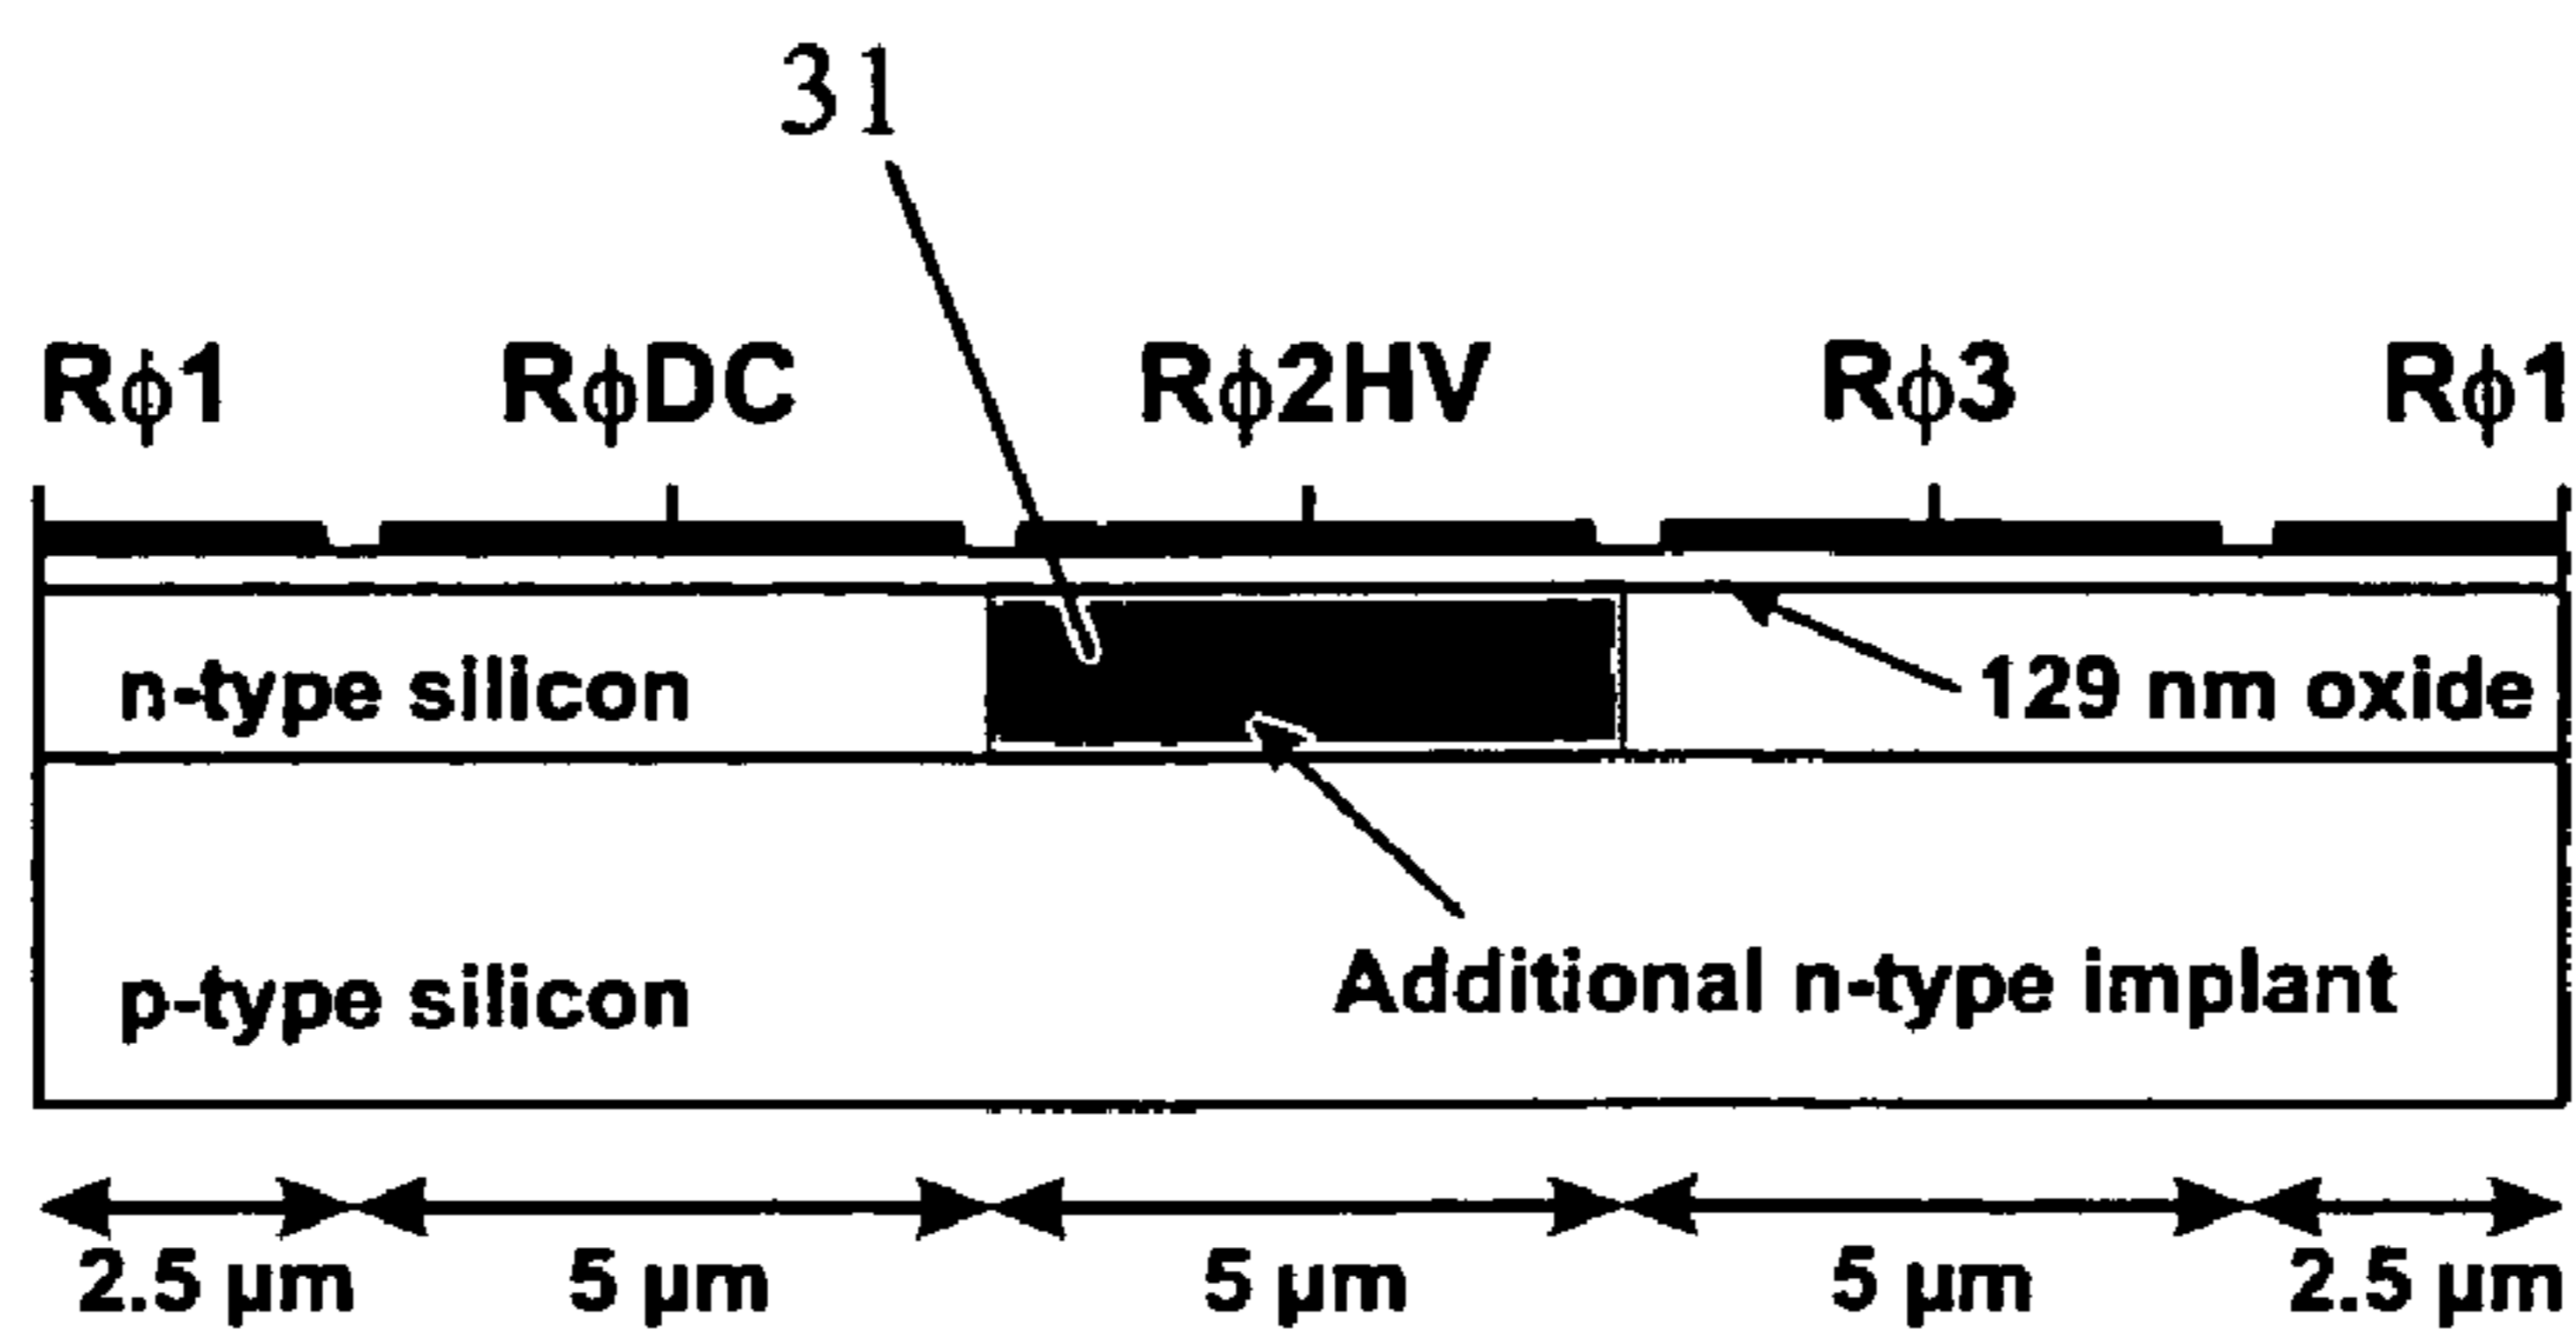 31
Rϕ1 RϕDC Rϕ2HV Rϕ3 Rϕ1
n-type silicon 129 nm oxide
p-type silicon Additional n-type implant
2.5 µm 5 µm 5 µm 5 µm 2.5 µm